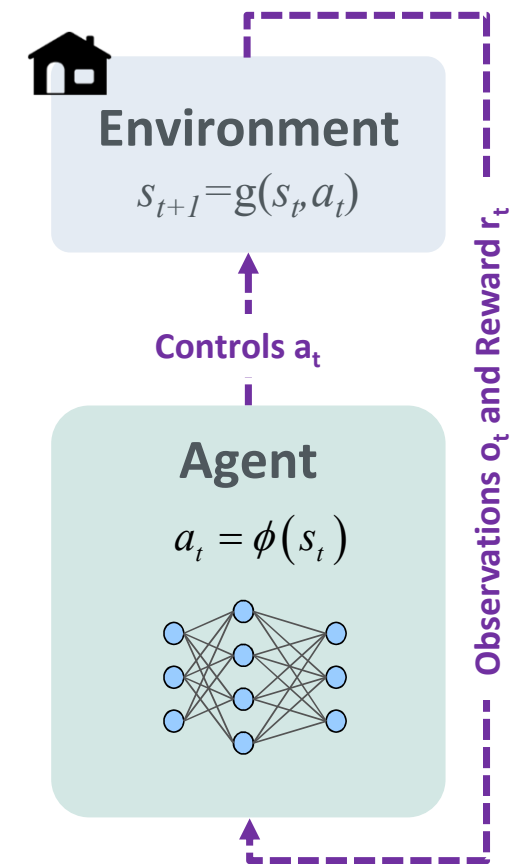 Environment
s_{t+1}=g(s_t,a_t)
Controls a_t
Agent
a_t = ϕ(s_t)
Observations o_t and Reward r_t